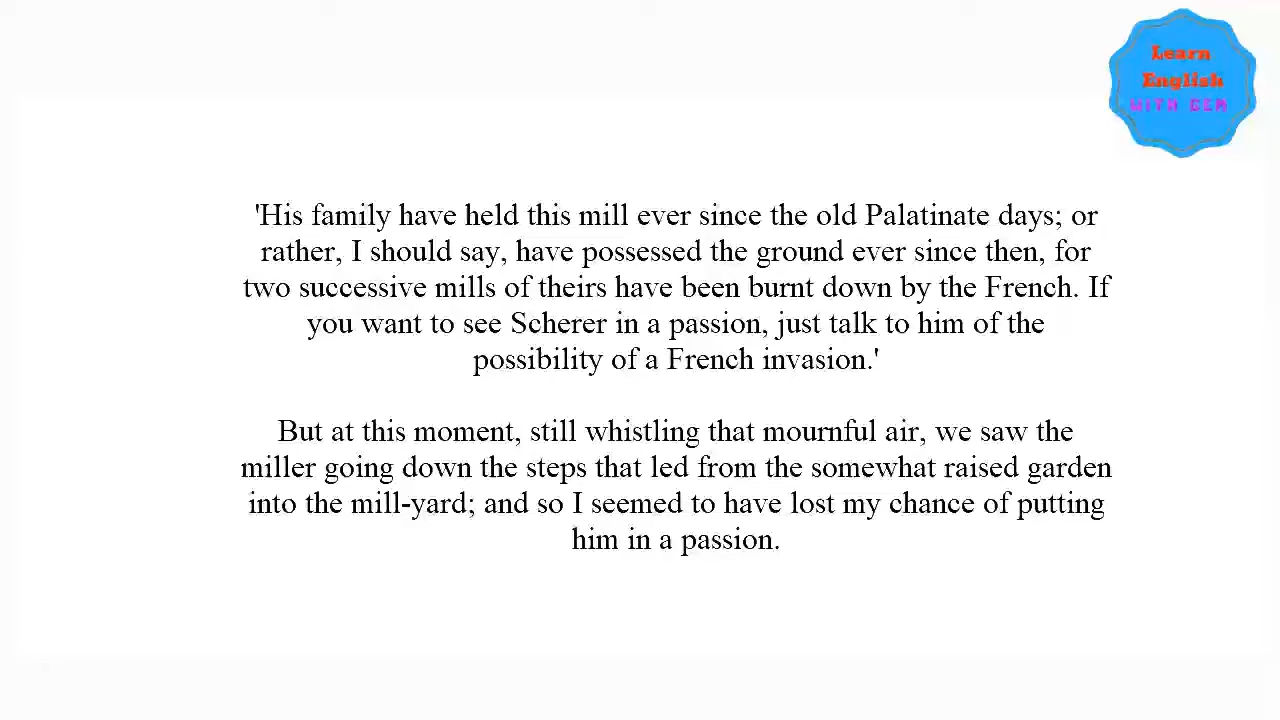 Learn
English
WITH BEN
'His family have held this mill ever since the old Palatinate days; or
rather, I should say, have possessed the ground ever since then, for
two successive mills of theirs have been burnt down by the French. If
you want to see Scherer in a passion, just talk to him of the
possibility of a French invasion.'
But at this moment, still whistling that mournful air, we saw the
miller going down the steps that led from the somewhat raised garden
into the mill-yard; and so I seemed to have lost my chance of putting
him in a passion.